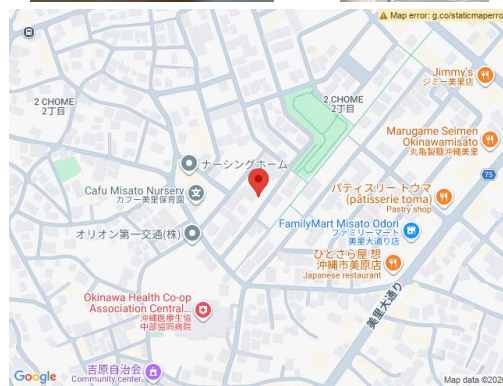 Map error: g.co/staticmaperro
Jimmy's
ジミー美里店
2 CHOME
2丁目
2 CHOME
2丁目
Marugame Seimen
Okinawamisato
丸亀製麺沖縄美里
ナーシングホーム
75
Cafu Misato Nursery
カフー美里保育園
パティスリー トウマ
(pâtisserie toma)
Pastry shop
オリオン第一交通(株)
FamilyMart Misato Odori
ファミリーマート
美里大通り店
ひとさら屋 想
沖縄市美原店
Japanese restaurant
Okinawa Health Co-op
Association Central...
沖縄医療生協
中部協同病院
美里大通り
吉原自治会
Community center
Google
Map data ©202